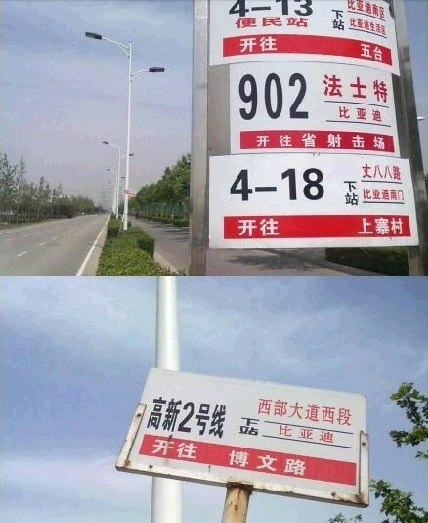 4-13 下站 比亚迪南区
便民站 比亚迪生活区
开往 五台
902 法士特
比亚迪
开往省射击场
4-18 下站 丈八八路
比亚迪南门
开往 上寨村
高新2号线 下站 西部大道西段
比亚迪
开往 博文路